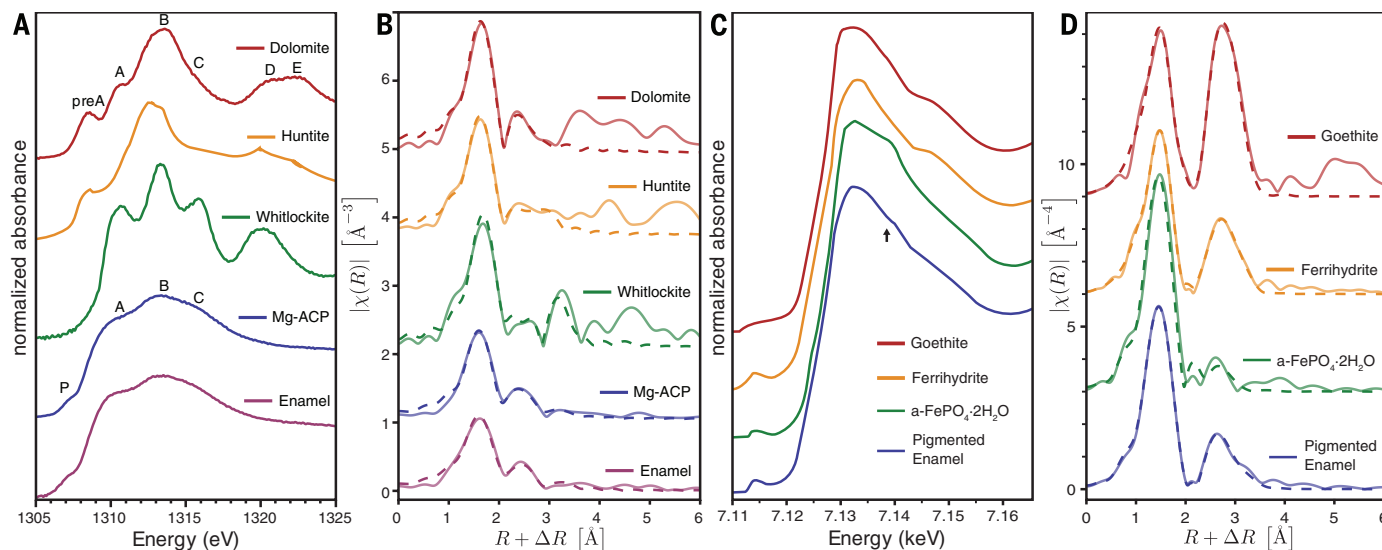 A
normalized absorbance
preA
A
B
C
D
E
Dolomite
Huntite
Whitlockite
P
A
B
C
Mg-ACP
Enamel
1305
1310
1315
1320
1325
Energy (eV)
B
|χ(R)| [Å⁻³]
6
5
4
3
2
1
0
Dolomite
Huntite
Whitlockite
Mg-ACP
Enamel
0
1
2
3
4
5
6
R + ΔR [Å]
C
normalized absorbance
Goethite
Ferrihydrite
a-FePO₄·2H₂O
Pigmented
Enamel
7.11
7.12
7.13
7.14
7.15
7.16
Energy (keV)
D
|χ(R)| [Å⁻⁴]
10
5
0
Goethite
Ferrihydrite
a-FePO₄·2H₂O
Pigmented
Enamel
0
1
2
3
4
5
6
R + ΔR [Å]